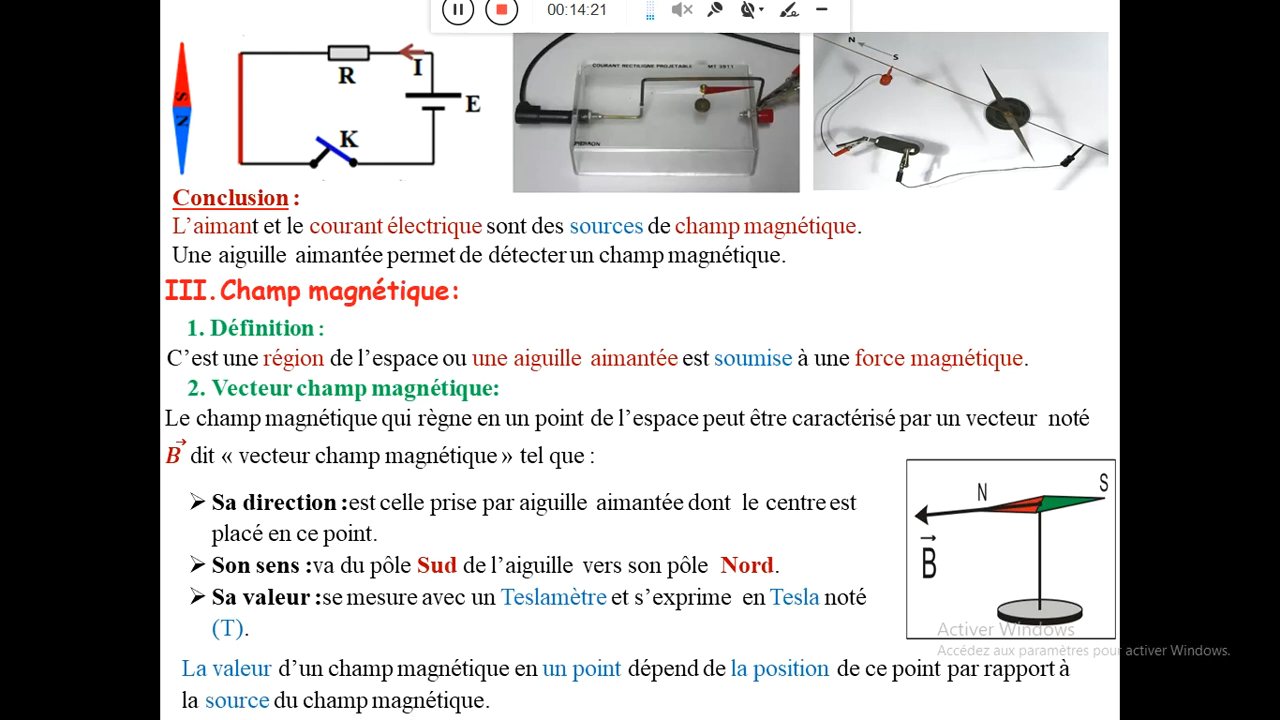 00:14:21
S
N
R
I
E
K
COURANT RECTILIGNE PROJETABLE MT 3911
PIERRON
N
S
Conclusion :
L'aimant et le courant électrique sont des sources de champ magnétique.
Une aiguille aimantée permet de détecter un champ magnétique.
III. Champ magnétique:
1. Définition :
C'est une région de l'espace ou une aiguille aimantée est soumise à une force magnétique.
2. Vecteur champ magnétique:
Le champ magnétique qui règne en un point de l'espace peut être caractérisé par un vecteur noté
B⃗ dit « vecteur champ magnétique » tel que :
➢ Sa direction :est celle prise par aiguille aimantée dont le centre est
placé en ce point.
➢ Son sens :va du pôle Sud de l'aiguille vers son pôle Nord.
➢ Sa valeur :se mesure avec un Teslamètre et s'exprime en Tesla noté
(T).
N
S
B⃗
La valeur d'un champ magnétique en un point dépend de la position de ce point par rapport à
la source du champ magnétique.
Activer Windows
Accédez aux paramètres pour activer Windows.